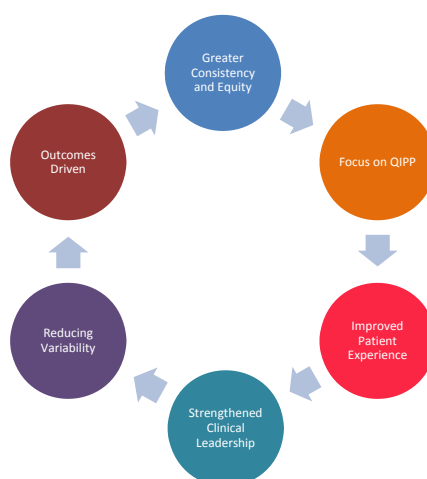 Greater
Consistency
and Equity
Focus on QIPP
Improved
Patient
Experience
Strengthened
Clinical
Leadership
Reducing
Variability
Outcomes
Driven